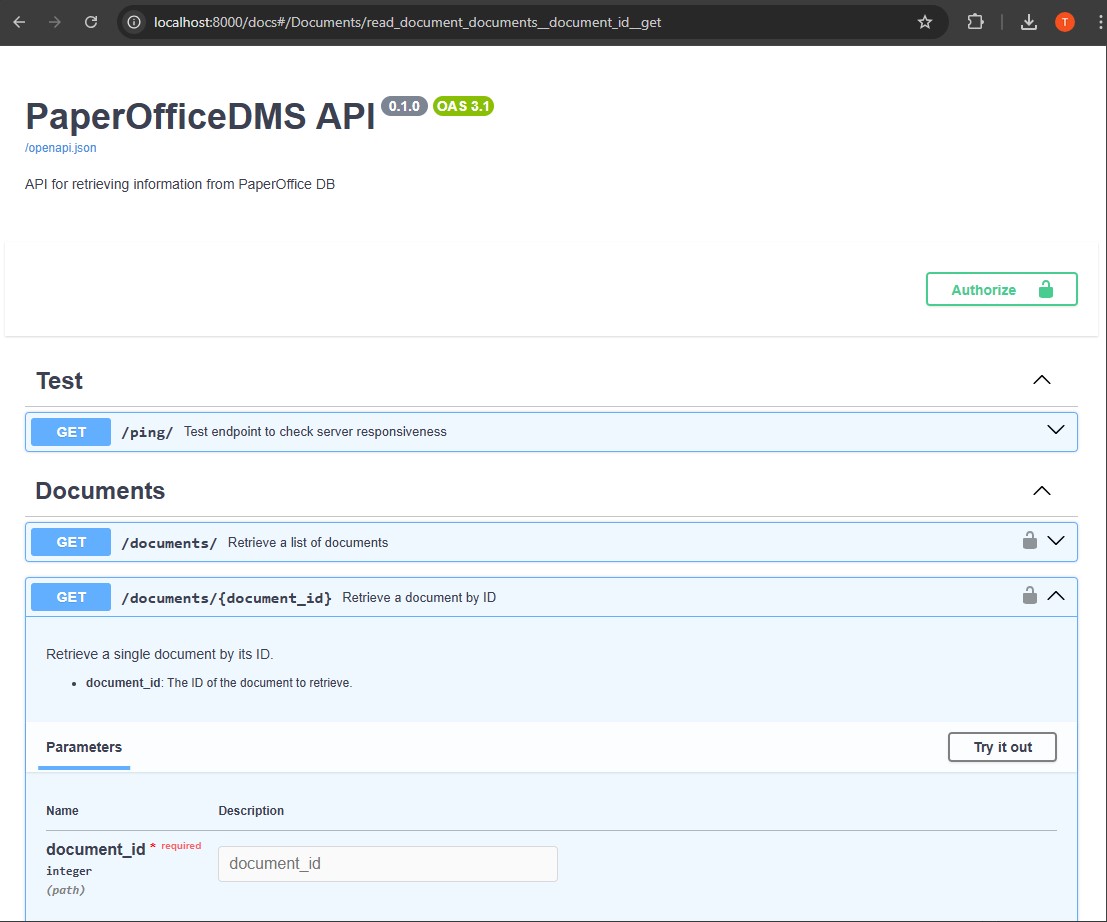 localhost:8000/docs#/Documents/read_document_documents__document_id__get
T
PaperOfficeDMS API 0.1.0 OAS 3.1
/openapi.json
API for retrieving information from PaperOffice DB
Authorize
Test
GET /ping/ Test endpoint to check server responsiveness
Documents
GET /documents/ Retrieve a list of documents
GET /documents/{document_id} Retrieve a document by ID
Retrieve a single document by its ID.
• document_id: The ID of the document to retrieve.
Parameters Try it out
Name Description
document_id * required
document_id
integer
(path)